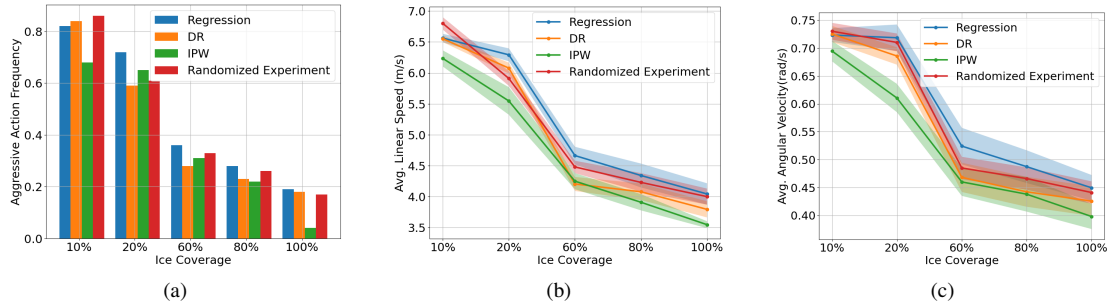 Aggressive Action Frequency
0.8
0.6
0.4
0.2
0.0
Regression
DR
IPW
Randomized Experiment
10% 20% 60% 80% 100%
Ice Coverage
(a)
Avg. Linear Speed (m/s)
7.0
6.5
6.0
5.5
5.0
4.5
4.0
3.5
Regression
DR
IPW
Randomized Experiment
10% 20% 60% 80% 100%
Ice Coverage
(b)
Avg. Angular Velocity(rad/s)
0.75
0.70
0.65
0.60
0.55
0.50
0.45
0.40
Regression
DR
IPW
Randomized Experiment
10% 20% 60% 80% 100%
Ice Coverage
(c)